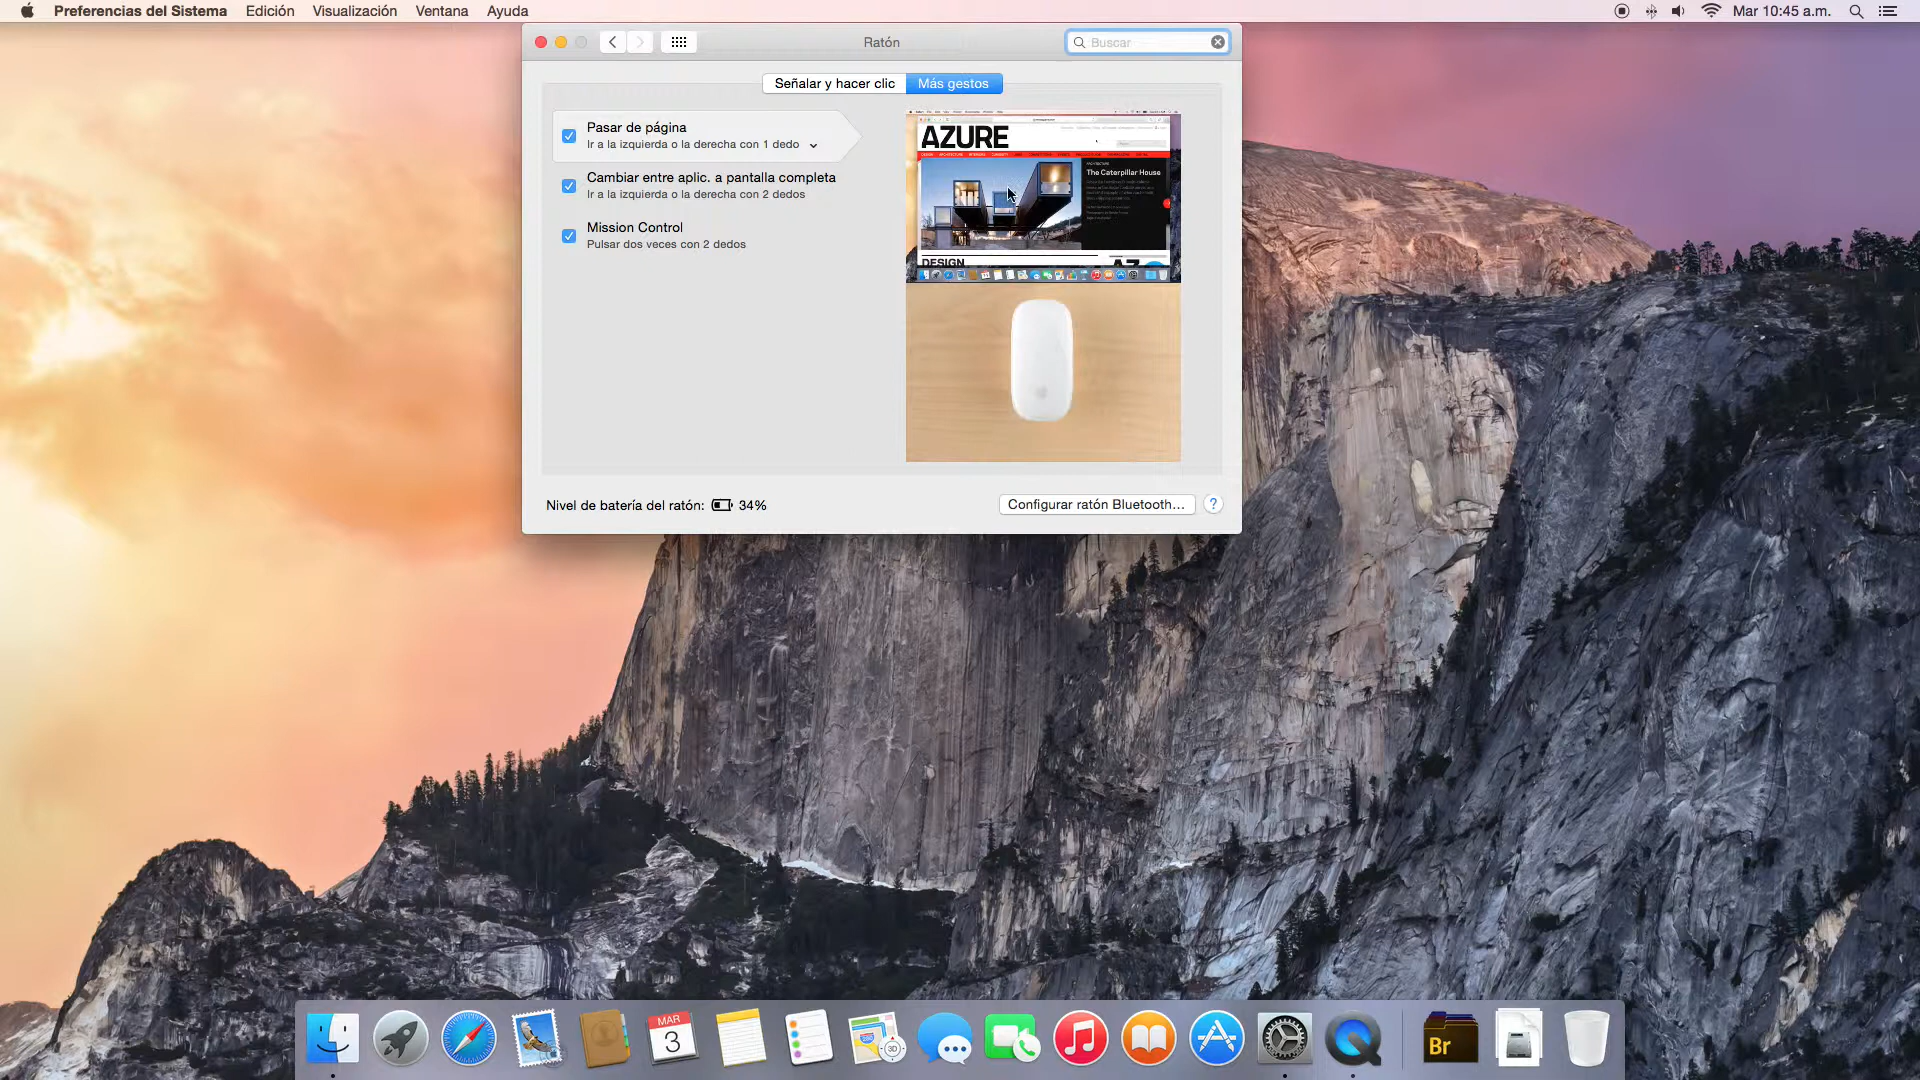 Preferencias del Sistema Edición Visualización Ventana Ayuda
Mar 10:45 a.m.
Ratón
Buscar
Señalar y hacer clic Más gestos
Pasar de página
Ir a la izquierda o la derecha con 1 dedo
Cambiar entre aplic. a pantalla completa
Ir a la izquierda o la derecha con 2 dedos
Mission Control
Pulsar dos veces con 2 dedos
AZURE
The Caterpillar House
DESIGN
AZ
Nivel de batería del ratón: 34%
Configurar ratón Bluetooth... ?
MAR
3
3D
Br